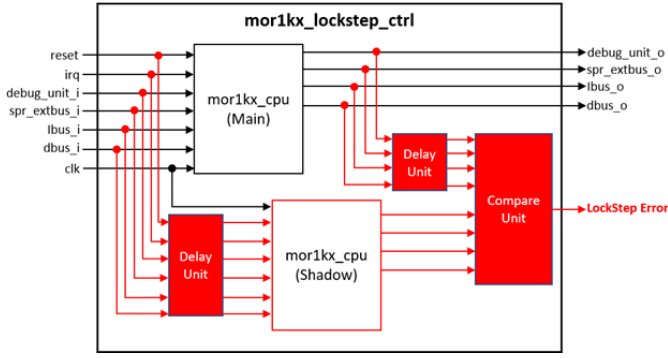 mor1kx_lockstep_ctrl
reset
irq
debug_unit_i
spr_extbus_i
Ibus_i
dbus_i
clk
mor1kx_cpu
(Main)
debug_unit_o
spr_extbus_o
Ibus_o
dbus_o
Delay
Unit
Compare
Unit
LockStep Error
Delay
Unit
mor1kx_cpu
(Shadow)